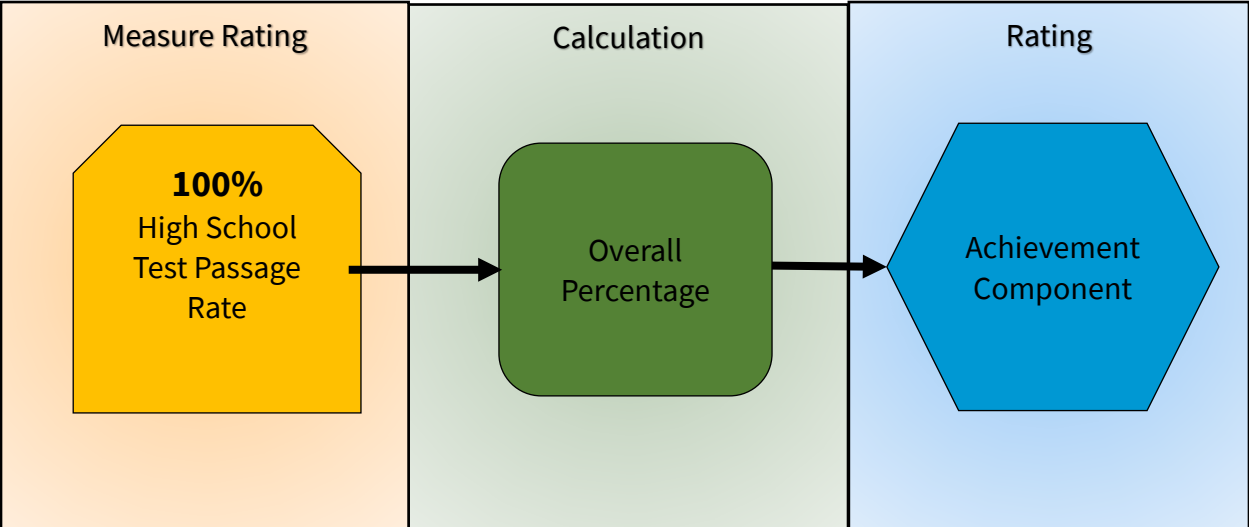 Measure Rating
Calculation
Rating
100%
High School
Test Passage
Rate
Overall
Percentage
Achievement
Component